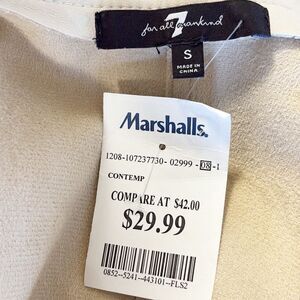 7
for all mankind
S
MADE IN
CHINA
Marshalls.
1208-107237730- 02999 -08-1
CONTEMP
COMPARE AT $42.00
$29.99
0852--5241--443101--FLS2